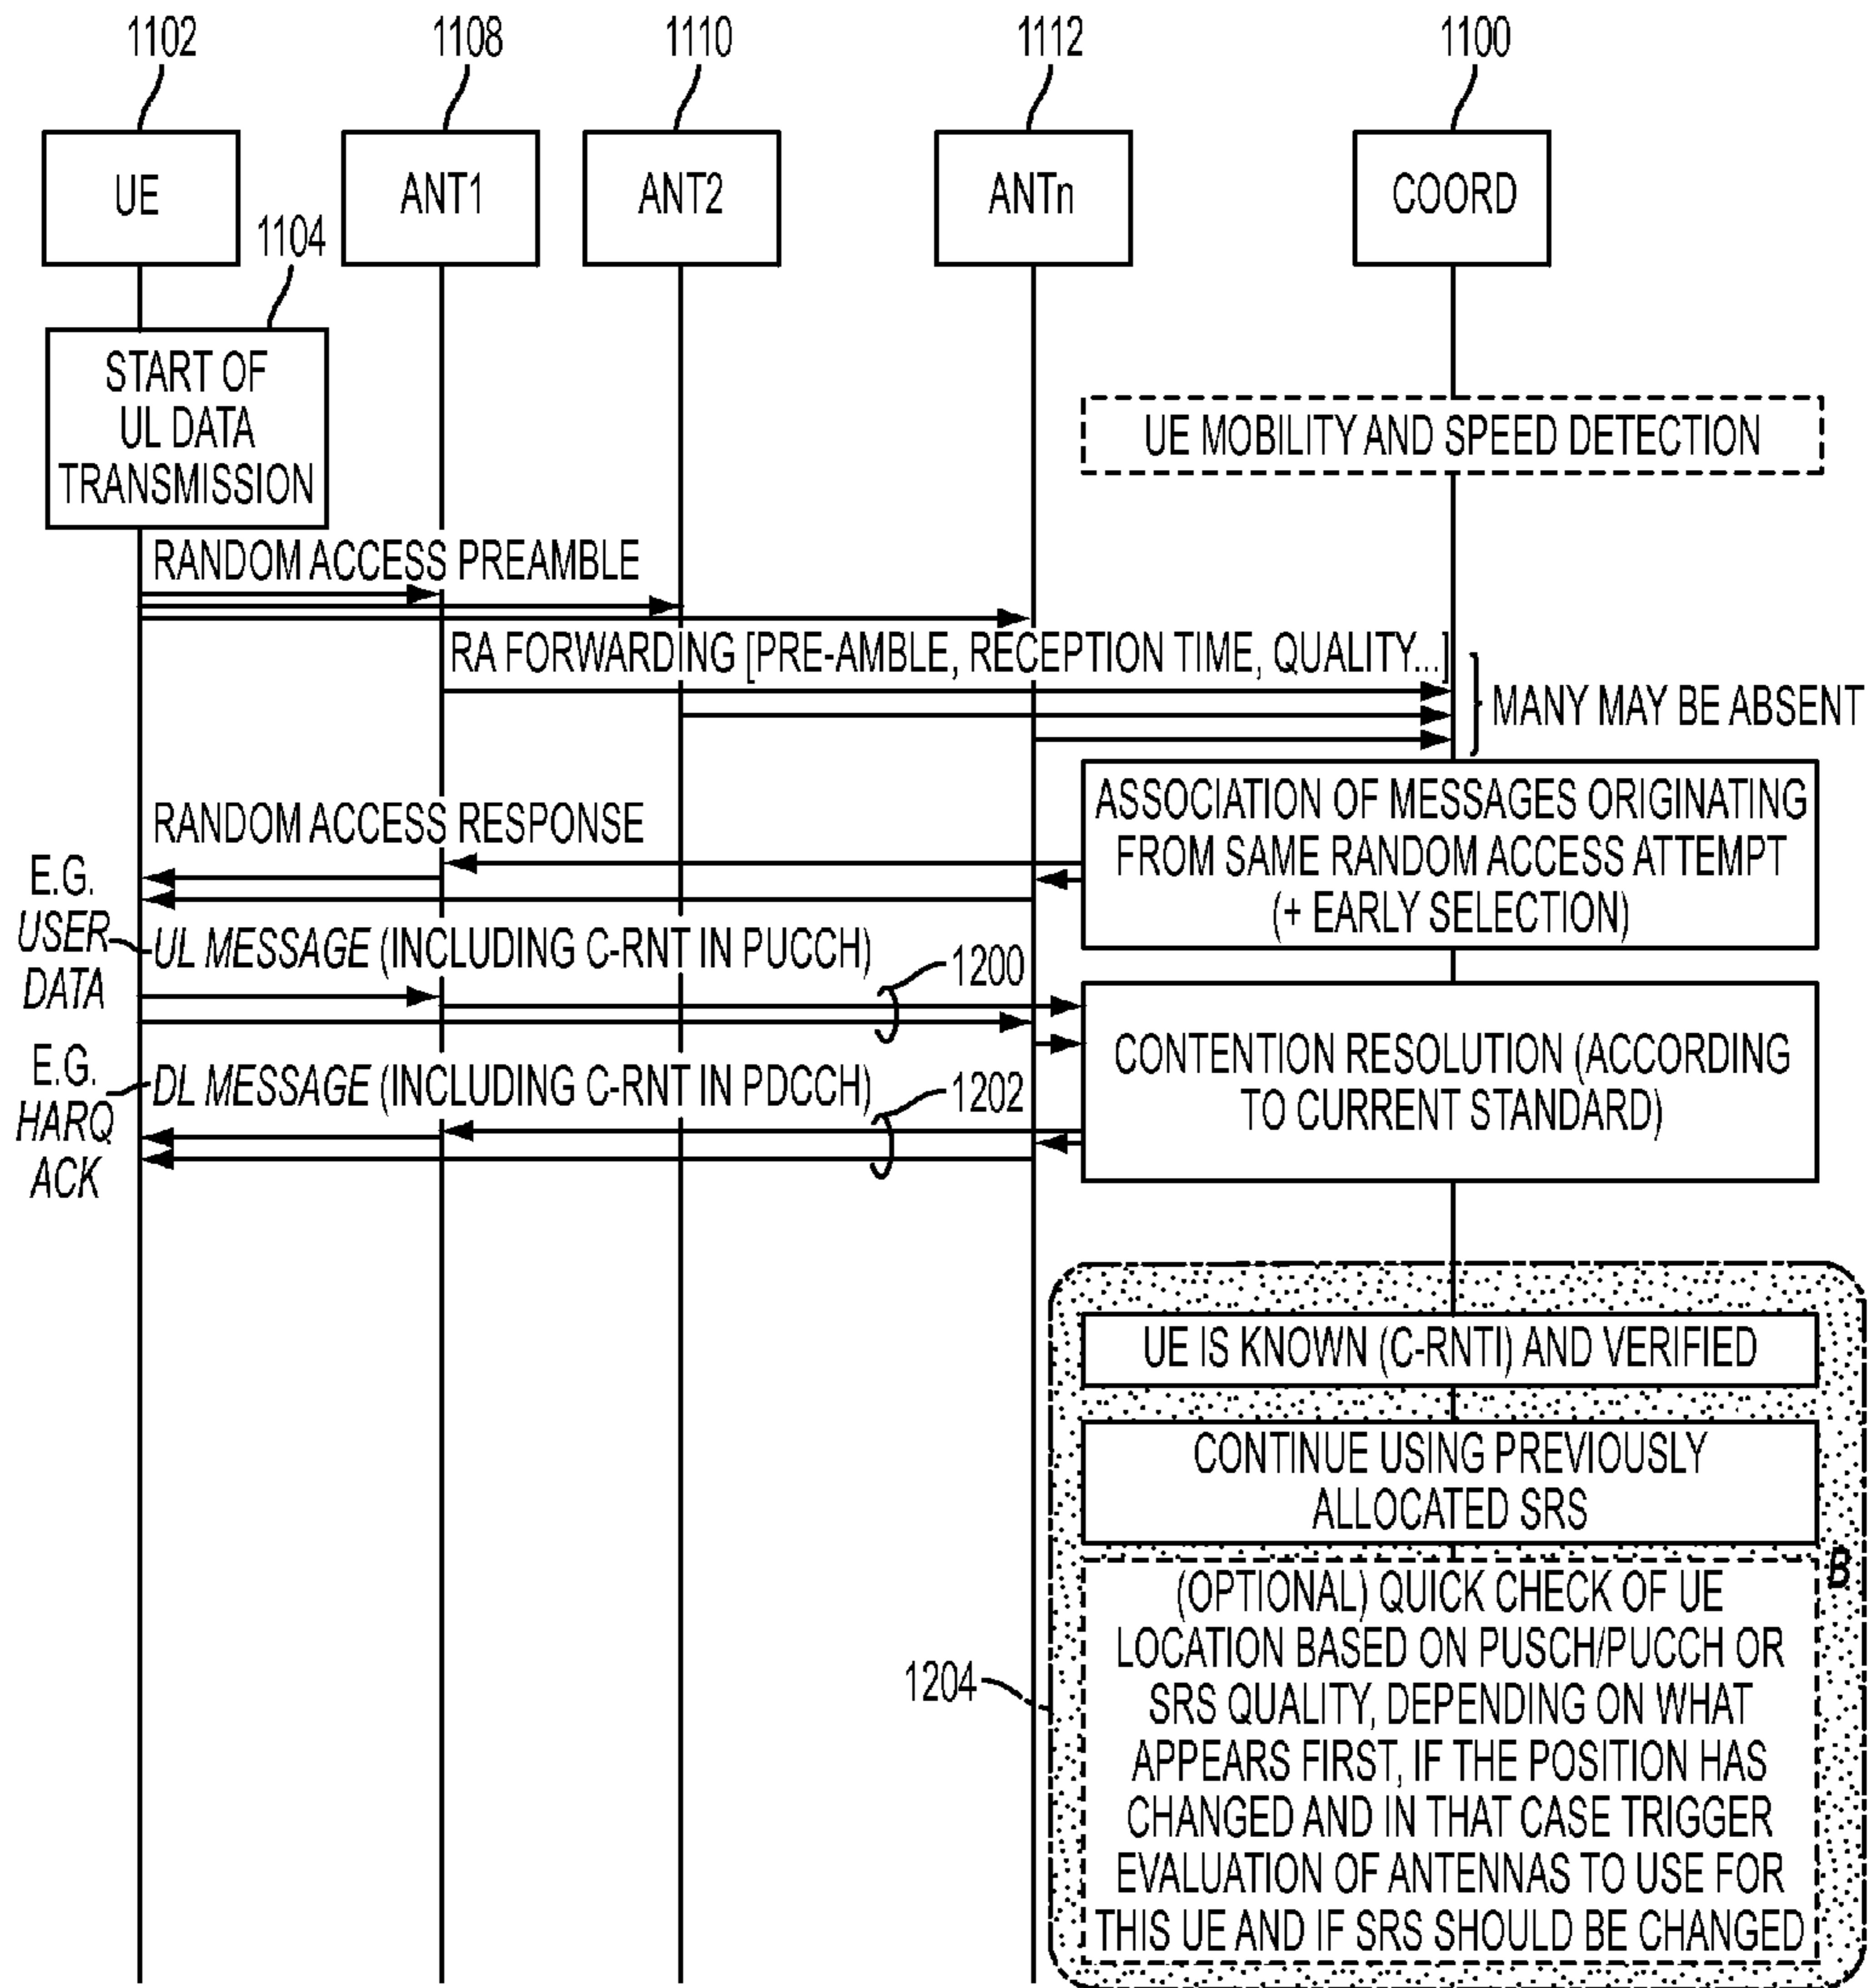 1102
1108
1110
1112
1100
UE
ANT1
ANT2
ANTn
COORD
1104
START OF
UL DATA
TRANSMISSION
UE MOBILITY AND SPEED DETECTION
RANDOM ACCESS PREAMBLE
RA FORWARDING [PRE-AMBLE, RECEPTION TIME, QUALITY...]
MANY MAY BE ABSENT
ASSOCIATION OF MESSAGES ORIGINATING
FROM SAME RANDOM ACCESS ATTEMPT
(+ EARLY SELECTION)
RANDOM ACCESS RESPONSE
E.G.
USER
DATA
UL MESSAGE (INCLUDING C-RNT IN PUCCH)
1200
CONTENTION RESOLUTION (ACCORDING
TO CURRENT STANDARD)
E.G.
HARQ
ACK
DL MESSAGE (INCLUDING C-RNT IN PDCCH)
1202
UE IS KNOWN (C-RNTI) AND VERIFIED
CONTINUE USING PREVIOUSLY
ALLOCATED SRS
B
(OPTIONAL) QUICK CHECK OF UE
LOCATION BASED ON PUSCH/PUCCH OR
SRS QUALITY, DEPENDING ON WHAT
APPEARS FIRST, IF THE POSITION HAS
CHANGED AND IN THAT CASE TRIGGER
EVALUATION OF ANTENNAS TO USE FOR
THIS UE AND IF SRS SHOULD BE CHANGED
1204